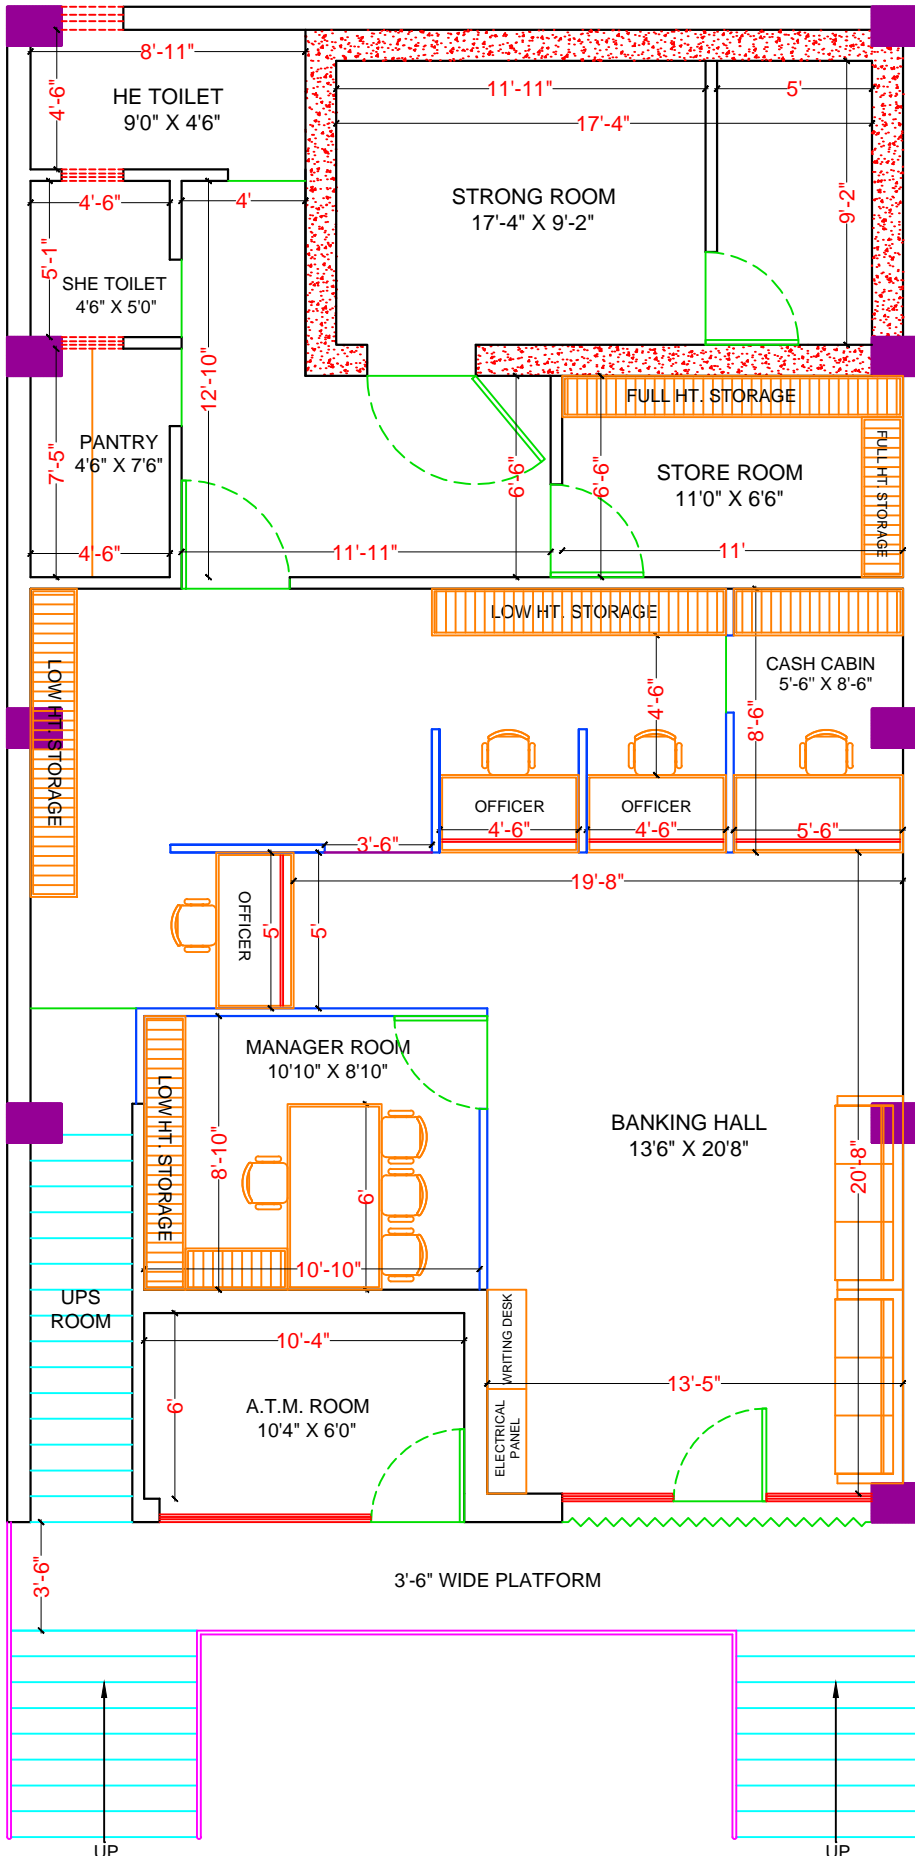 8'-11"
4'-6"
HE TOILET
9'0" X 4'6"
11'-11"
5'
17'-4"
STRONG ROOM
17'-4" X 9'-2"
9'-2"
4'-6"
4'
5'-1"
SHE TOILET
4'6" X 5'0"
12'-10"
FULL HT. STORAGE
PANTRY
4'6" X 7'6"
7'-5"
6'-6"
6'-6"
STORE ROOM
11'0" X 6'6"
FULL HT. STORAGE
4'-6"
11'-11"
11'
LOW HT. STORAGE
LOW HT. STORAGE
CASH CABIN
5'-6" X 8'-6"
4'-6"
8'-6"
OFFICER
OFFICER
4'-6"
4'-6"
5'-6"
3'-6"
19'-8"
OFFICER
5'
5'
MANAGER ROOM
10'10" X 8'10"
LOW HT. STORAGE
8'-10"
6'
BANKING HALL
13'6" X 20'8"
20'-8"
10'-10"
UPS
ROOM
WRITING DESK
10'-4"
13'-5"
6'
A.T.M. ROOM
10'4" X 6'0"
ELECTRICAL
PANEL
3'-6"
3'-6" WIDE PLATFORM
UP
UP